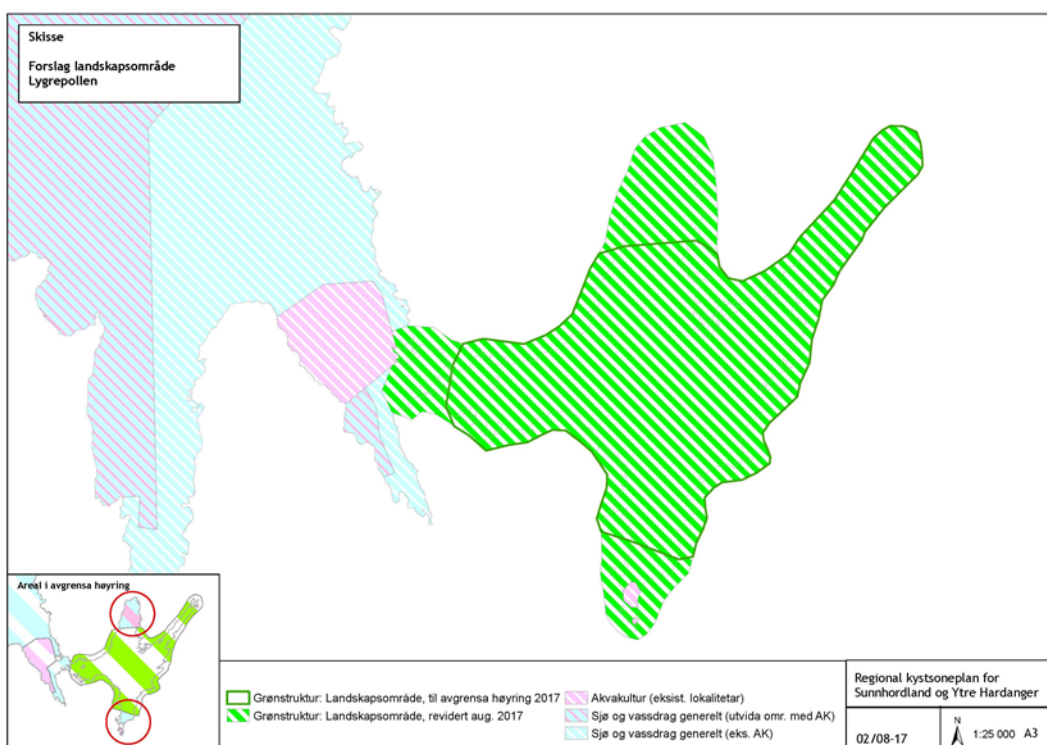 Skisse
Forslag landskapsområde
Lygrepollen
Areal i avgrensa høyring
Grønstruktur: Landskapsområde, til avgrensa høyring 2017
Grønstruktur: Landskapsområde, revidert aug. 2017
Akvakultur (eksist. lokalitetar)
Sjø og vassdrag generelt (utvida omr. med AK)
Sjø og vassdrag generelt (eks. AK)
Regional kystsoneplan for
Sunnhordland og Ytre Hardanger
02/08-17
N
1:25 000 A3